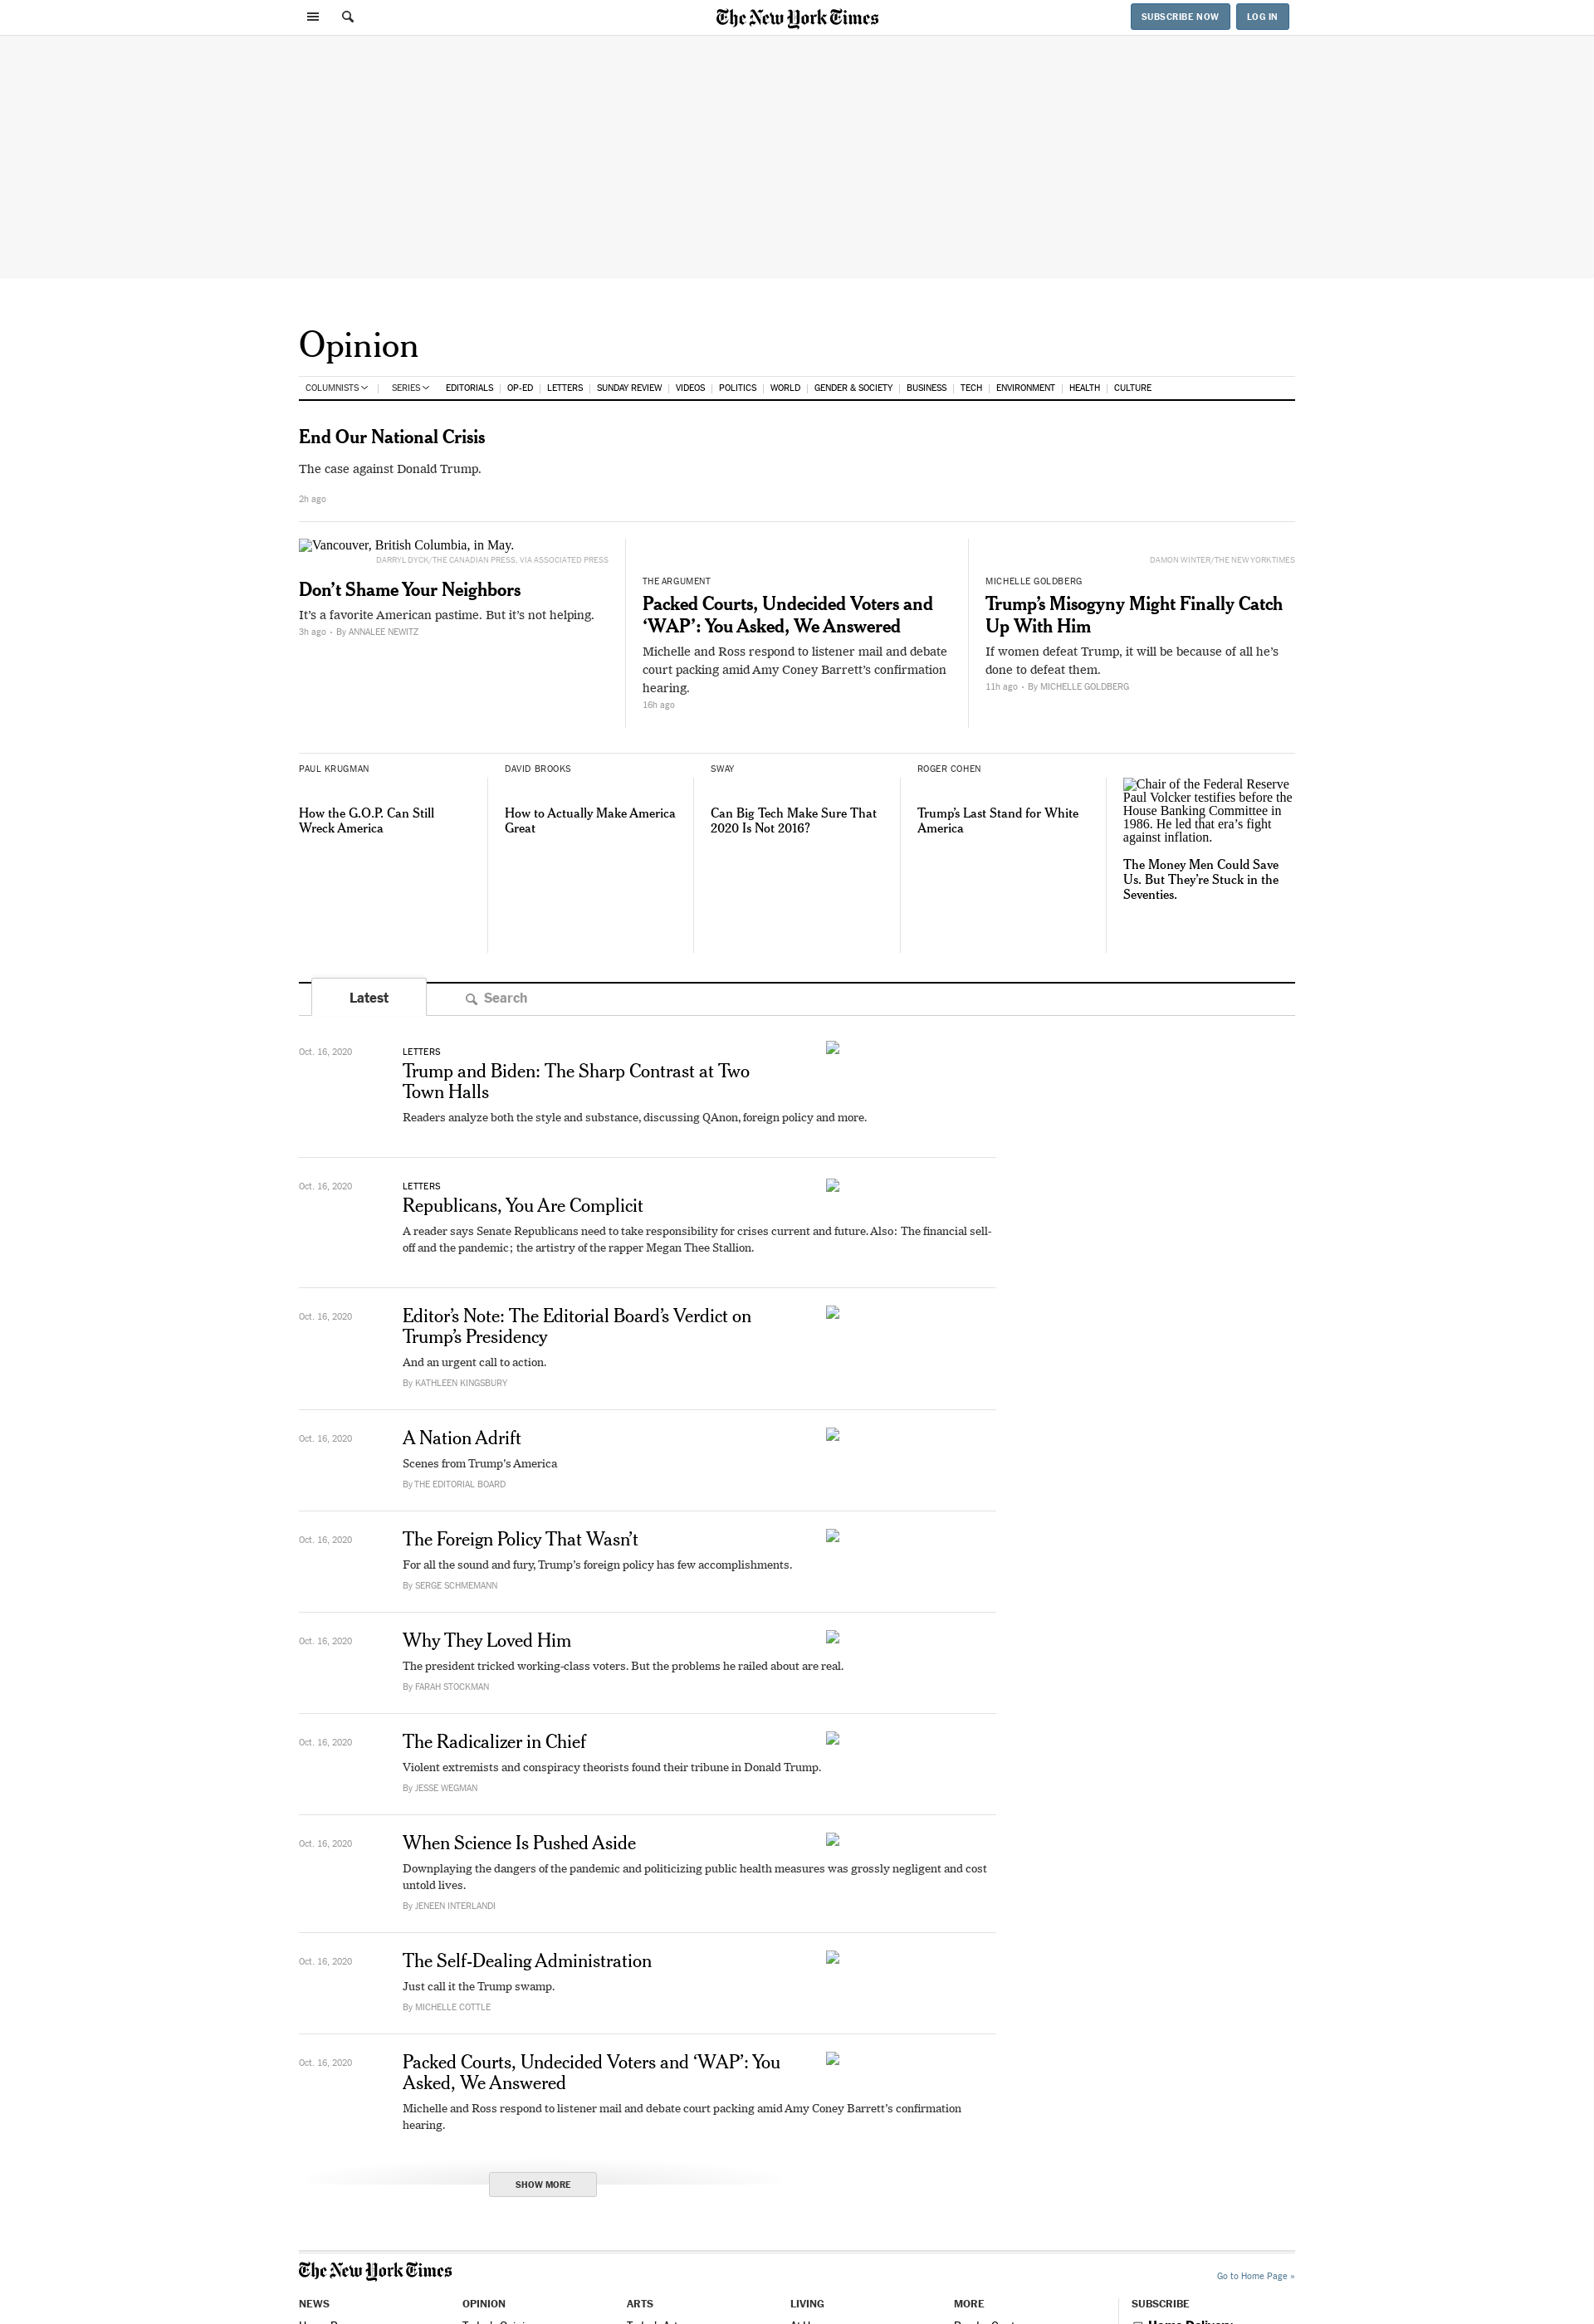 The New York Times
SUBSCRIBE NOW
LOG IN
Opinion
COLUMNISTS
SERIES
EDITORIALS
OP-ED
LETTERS
SUNDAY REVIEW
VIDEOS
POLITICS
WORLD
GENDER & SOCIETY
BUSINESS
TECH
ENVIRONMENT
HEALTH
CULTURE
End Our National Crisis
The case against Donald Trump.
2h ago
Vancouver, British Columbia, in May.
DARRYL DYCK/THE CANADIAN PRESS, VIA ASSOCIATED PRESS
Don’t Shame Your Neighbors
It’s a favorite American pastime. But it’s not helping.
3h ago • By ANNALEE NEWITZ
THE ARGUMENT
Packed Courts, Undecided Voters and
‘WAP’: You Asked, We Answered
Michelle and Ross respond to listener mail and debate
court packing amid Amy Coney Barrett’s confirmation
hearing.
16h ago
DAMON WINTER/THE NEW YORK TIMES
MICHELLE GOLDBERG
Trump’s Misogyny Might Finally Catch
Up With Him
If women defeat Trump, it will be because of all he’s
done to defeat them.
11h ago • By MICHELLE GOLDBERG
PAUL KRUGMAN
How the G.O.P. Can Still
Wreck America
DAVID BROOKS
How to Actually Make America
Great
SWAY
Can Big Tech Make Sure That
2020 Is Not 2016?
ROGER COHEN
Trump’s Last Stand for White
America
Chair of the Federal Reserve
Paul Volcker testifies before the
House Banking Committee in
1986. He led that era’s fight
against inflation.
The Money Men Could Save
Us. But They’re Stuck in the
Seventies.
Latest
Search
Oct. 16, 2020
LETTERS
Trump and Biden: The Sharp Contrast at Two
Town Halls
Readers analyze both the style and substance, discussing QAnon, foreign policy and more.
Oct. 16, 2020
LETTERS
Republicans, You Are Complicit
A reader says Senate Republicans need to take responsibility for crises current and future. Also: The financial sell-
off and the pandemic; the artistry of the rapper Megan Thee Stallion.
Oct. 16, 2020
Editor’s Note: The Editorial Board’s Verdict on
Trump’s Presidency
And an urgent call to action.
By KATHLEEN KINGSBURY
Oct. 16, 2020
A Nation Adrift
Scenes from Trump’s America
By THE EDITORIAL BOARD
Oct. 16, 2020
The Foreign Policy That Wasn’t
For all the sound and fury, Trump’s foreign policy has few accomplishments.
By SERGE SCHMEMANN
Oct. 16, 2020
Why They Loved Him
The president tricked working-class voters. But the problems he railed about are real.
By FARAH STOCKMAN
Oct. 16, 2020
The Radicalizer in Chief
Violent extremists and conspiracy theorists found their tribune in Donald Trump.
By JESSE WEGMAN
Oct. 16, 2020
When Science Is Pushed Aside
Downplaying the dangers of the pandemic and politicizing public health measures was grossly negligent and cost
untold lives.
By JENEEN INTERLANDI
Oct. 16, 2020
The Self-Dealing Administration
Just call it the Trump swamp.
By MICHELLE COTTLE
Oct. 16, 2020
Packed Courts, Undecided Voters and ‘WAP’: You
Asked, We Answered
Michelle and Ross respond to listener mail and debate court packing amid Amy Coney Barrett’s confirmation
hearing.
SHOW MORE
The New York Times
Go to Home Page »
NEWS
OPINION
ARTS
LIVING
MORE
SUBSCRIBE